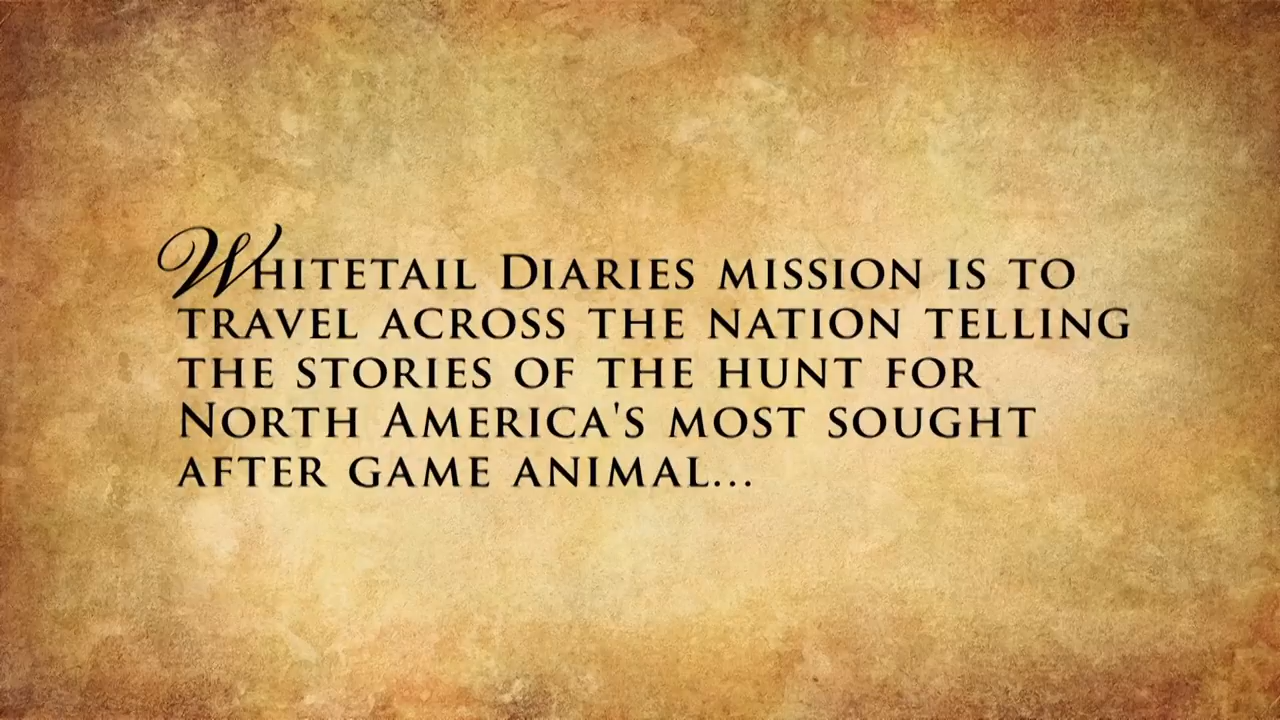 Whitetail Diaries mission is to
travel across the nation telling
the stories of the hunt for
North America's most sought
after game animal...